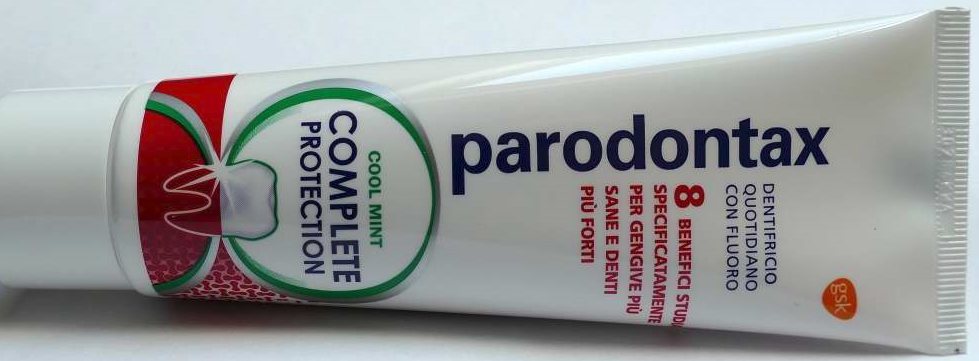 parodontax
DENTIFRICIO
QUOTIDIANO
CON FLUORO
8 BENEFICI
SPECIFICATAMENTE
PER GENGIVE PIÙ
SANE E DENTI
PIÙ FORTI
COOL MINT
COMPLETE
PROTECTION
gsk